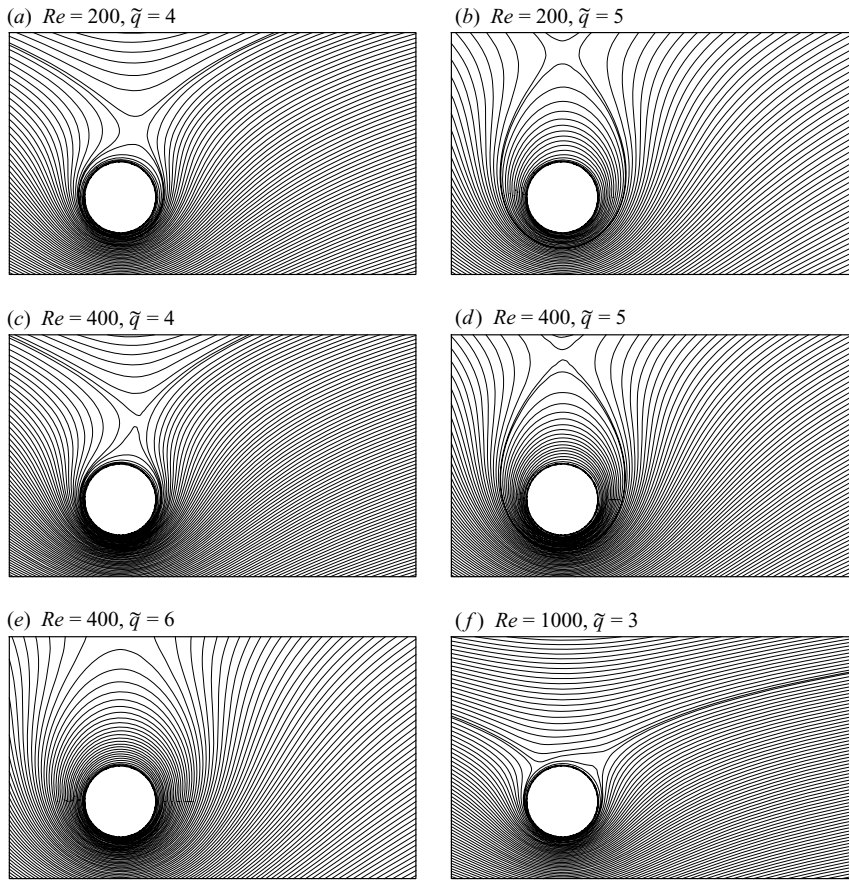 (a) Re = 200, q̃ = 4
(b) Re = 200, q̃ = 5
(c) Re = 400, q̃ = 4
(d) Re = 400, q̃ = 5
(e) Re = 400, q̃ = 6
(f) Re = 1000, q̃ = 3